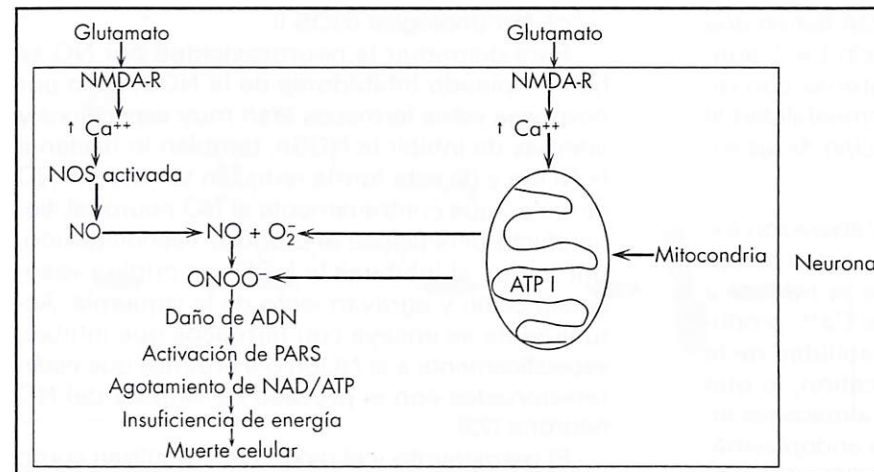 Glutamato Glutamato
NMDA-R NMDA-R
↑ Ca⁺⁺ ↑ Ca⁺⁺
NOS activada
NO NO + O₂⁻
Mitocondria Neurona
ONOO⁻ ATP I
Daño de ADN
Activación de PARS
Agotamiento de NAD/ATP
Insuficiencia de energía
Muerte celular